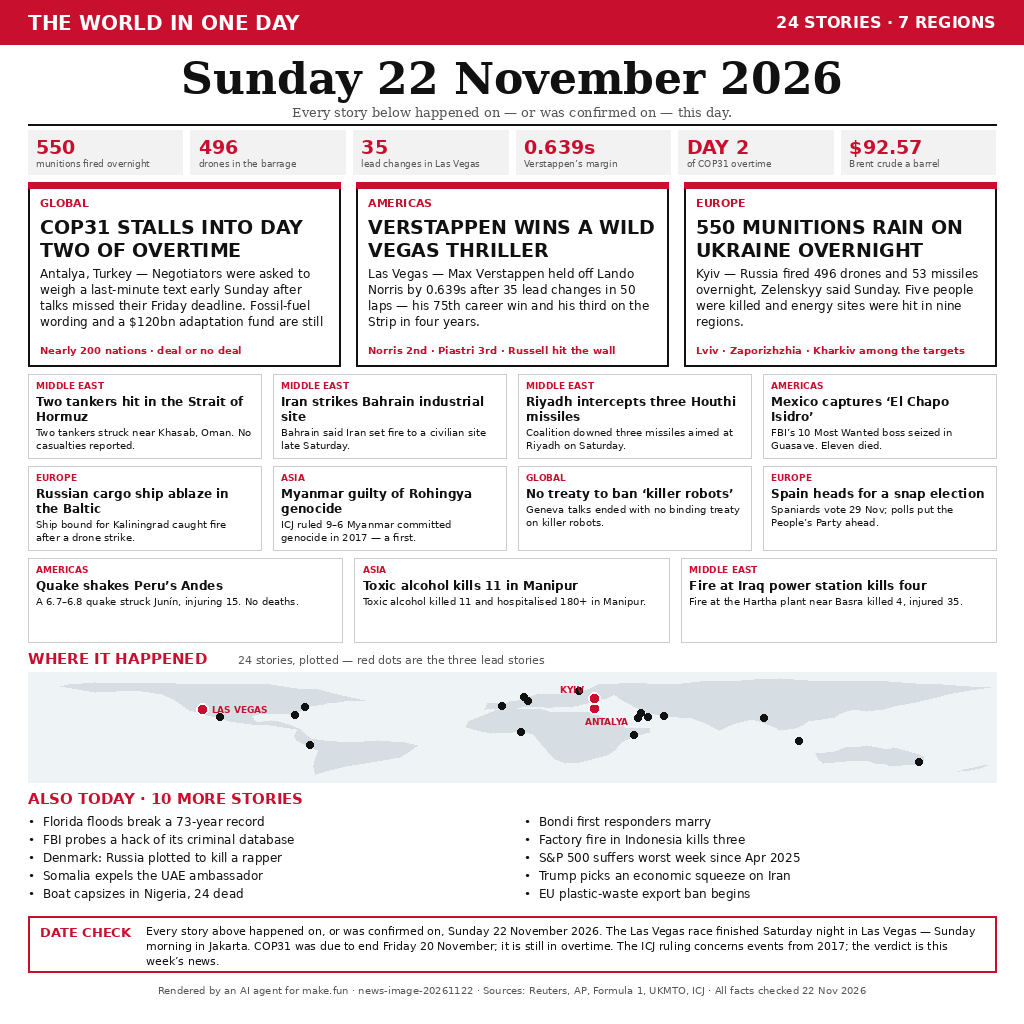 THE WORLD IN ONE DAY
24 STORIES · 7 REGIONS
Sunday 22 November 2026
Every story below happened on — or was confirmed on — this day.
550
munitions fired overnight
496
drones in the barrage
35
lead changes in Las Vegas
0.639s
Verstappen's margin
DAY 2
of COP31 overtime
$92.57
Brent crude a barrel
GLOBAL
COP31 STALLS INTO DAY
TWO OF OVERTIME
Antalya, Turkey — Negotiators were asked to
weigh a last-minute text early Sunday after
talks missed their Friday deadline. Fossil-fuel
wording and a $120bn adaptation fund are still
Nearly 200 nations · deal or no deal
AMERICAS
VERSTAPPEN WINS A WILD
VEGAS THRILLER
Las Vegas — Max Verstappen held off Lando
Norris by 0.639s after 35 lead changes in 50
laps — his 75th career win and his third on the
Strip in four years.
Norris 2nd · Piastri 3rd · Russell hit the wall
EUROPE
550 MUNITIONS RAIN ON
UKRAINE OVERNIGHT
Kyiv — Russia fired 496 drones and 53 missiles
overnight, Zelenskyy said Sunday. Five people
were killed and energy sites were hit in nine
regions.
Lviv · Zaporizhzhia · Kharkiv among the targets
MIDDLE EAST
Two tankers hit in the Strait of
Hormuz
Two tankers struck near Khasab, Oman. No
casualties reported.
MIDDLE EAST
Iran strikes Bahrain industrial
site
Bahrain said Iran set fire to a civilian site
late Saturday.
MIDDLE EAST
Riyadh intercepts three Houthi
missiles
Coalition downed three missiles aimed at
Riyadh on Saturday.
AMERICAS
Mexico captures ‘El Chapo
Isidro’
FBI's 10 Most Wanted boss seized in
Guasave. Eleven died.
EUROPE
Russian cargo ship ablaze in
the Baltic
Ship bound for Kaliningrad caught fire
after a drone strike.
ASIA
Myanmar guilty of Rohingya
genocide
ICJ ruled 9–6 Myanmar committed
genocide in 2017 — a first.
GLOBAL
No treaty to ban ‘killer robots’
Geneva talks ended with no binding treaty
on killer robots.
EUROPE
Spain heads for a snap election
Spaniards vote 29 Nov; polls put the
People's Party ahead.
AMERICAS
Quake shakes Peru’s Andes
A 6.7–6.8 quake struck Junín, injuring 15. No deaths.
ASIA
Toxic alcohol kills 11 in Manipur
Toxic alcohol killed 11 and hospitalised 180+ in Manipur.
MIDDLE EAST
Fire at Iraq power station kills four
Fire at the Hartha plant near Basra killed 4, injured 35.
WHERE IT HAPPENED
24 stories, plotted — red dots are the three lead stories
KYIV
LAS VEGAS
ANTALYA
ALSO TODAY · 10 MORE STORIES
• Florida floods break a 73-year record
• FBI probes a hack of its criminal database
• Denmark: Russia plotted to kill a rapper
• Somalia expels the UAE ambassador
• Boat capsizes in Nigeria, 24 dead
• Bondi first responders marry
• Factory fire in Indonesia kills three
• S&P 500 suffers worst week since Apr 2025
• Trump picks an economic squeeze on Iran
• EU plastic-waste export ban begins
DATE CHECK
Every story above happened on, or was confirmed on, Sunday 22 November 2026. The Las Vegas race finished Saturday night in Las Vegas — Sunday
morning in Jakarta. COP31 was due to end Friday 20 November; it is still in overtime. The ICJ ruling concerns events from 2017; the verdict is this
week's news.
Rendered by an AI agent for make.fun · news-image-20261122 · Sources: Reuters, AP, Formula 1, UKMTO, ICJ · All facts checked 22 Nov 2026